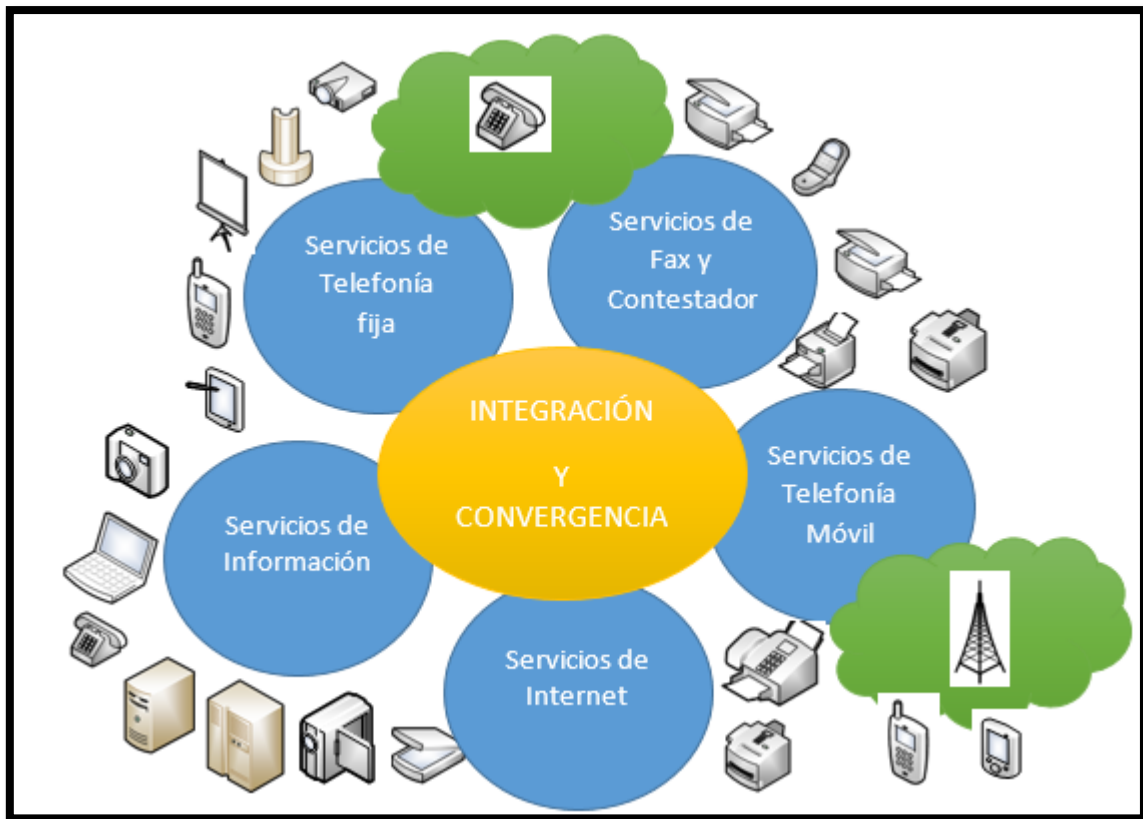 Servicios de
Telefonía
fija
Servicios de
Fax y
Contestador
INTEGRACIÓN
Y
CONVERGENCIA
Servicios de
Telefonía
Móvil
Servicios de
Información
Servicios de
Internet